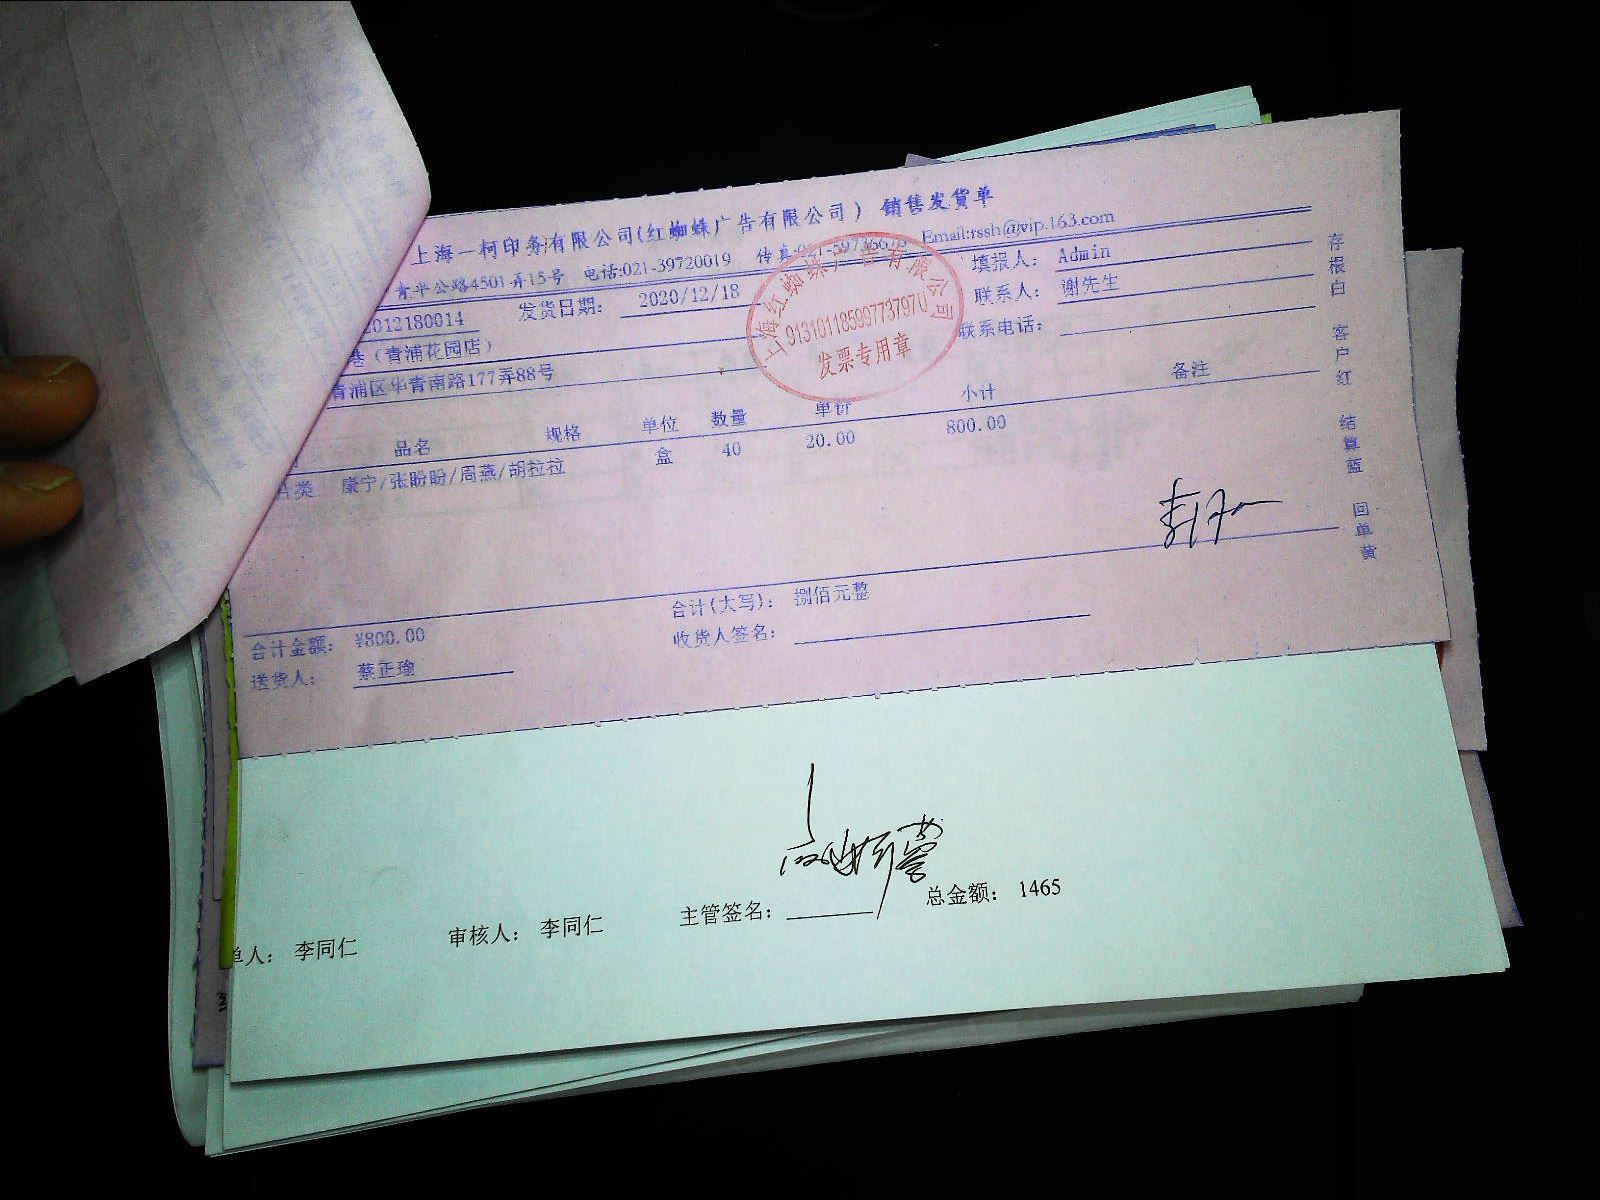 上海一柯印务有限公司(红蜘蛛广告有限公司) 销售发货单
青平公路4501弄15号 电话:021-39720019 传真:021-59736676 Email:rssh@vip.163.com
2012180014 发货日期: 2020/12/18 填报人: Admin
巷(青浦花园店) 联系人: 谢先生
青浦区华青南路177弄88号 联系电话:
上海红蜘蛛广告有限公司
91310118599773797U
发票专用章
品名 规格 单位 数量 单价 小计 备注
片类 康宁/张盼盼/周燕/胡拉拉 盒 40 20.00 800.00
合计金额: ¥800.00 合计(大写): 捌佰元整
送货人: 蔡正瑜 收货人签名:
存根白 客户红 结算蓝 回单黄
单人: 李同仁 审核人: 李同仁 主管签名: 总金额: 1465